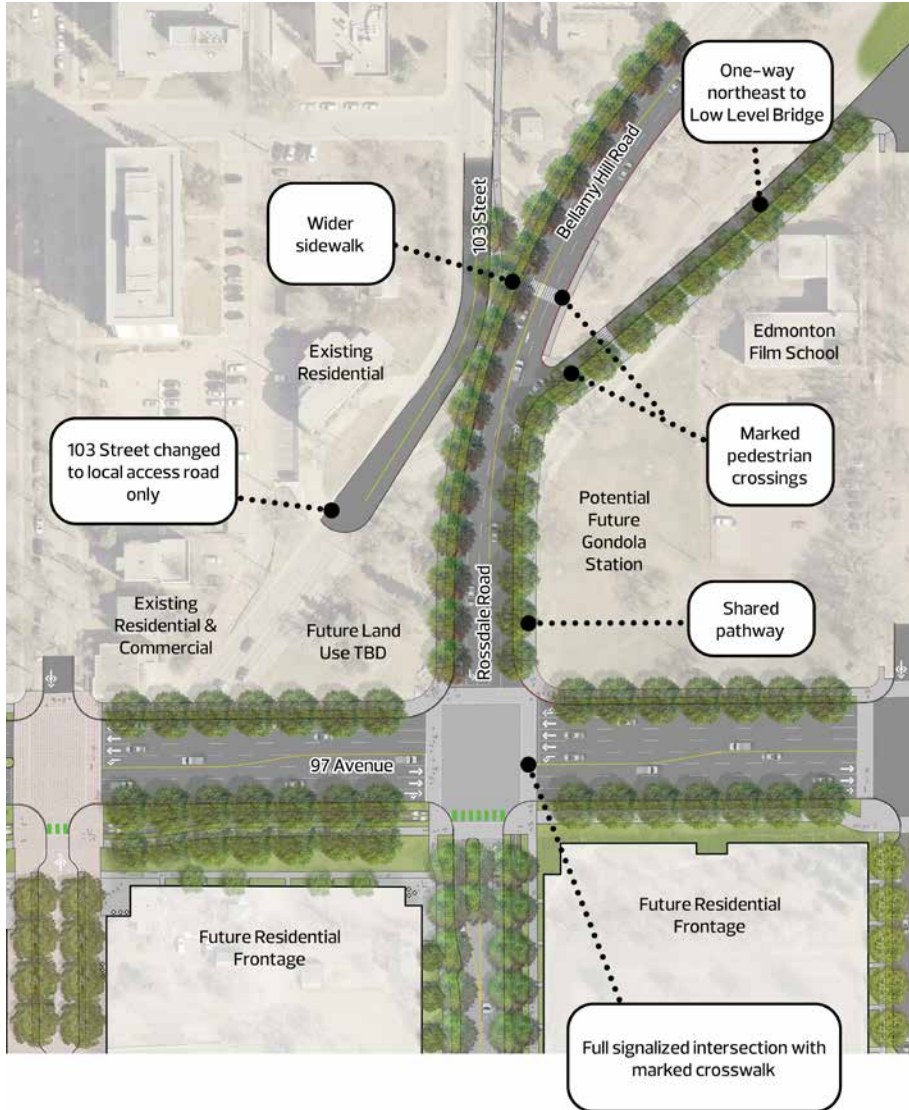 One-way
northeast to
Low Level Bridge
103 Street
Bellamy Hill Road
Wider
sidewalk
Existing
Residential
Edmonton
Film School
103 Street changed
to local access road
only
Marked
pedestrian
crossings
Potential
Future
Gondola
Station
Existing
Residential &
Commercial
Future Land
Use TBD
Rossdale Road
Shared
pathway
97 Avenue
Future Residential
Frontage
Future Residential
Frontage
Full signalized intersection with
marked crosswalk